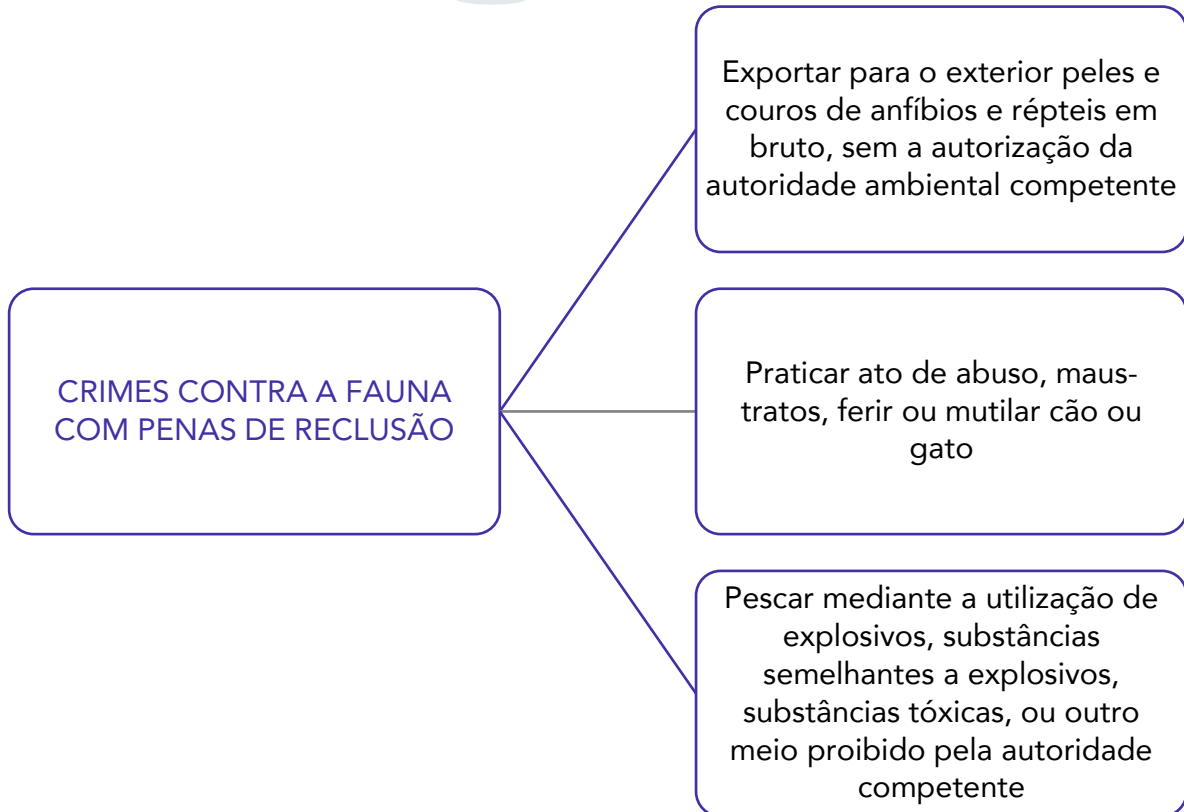 Exportar para o exterior peles e
couros de anfíbios e répteis em
bruto, sem a autorização da
autoridade ambiental competente
CRIMES CONTRA A FAUNA
COM PENAS DE RECLUSÃO
Praticar ato de abuso, maus-
tratos, ferir ou mutilar cão ou
gato
Pescar mediante a utilização de
explosivos, substâncias
semelhantes a explosivos,
substâncias tóxicas, ou outro
meio proibido pela autoridade
competente